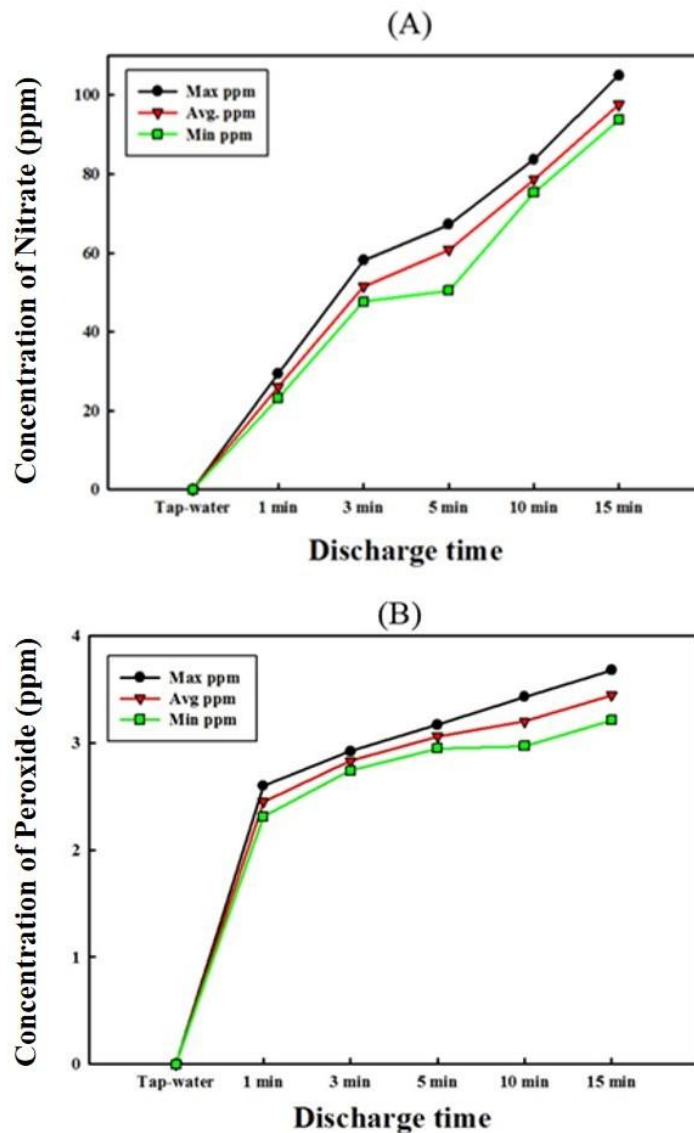 (A)
Concentration of Nitrate (ppm)
100
80
60
40
20
0
Max ppm
Avg. ppm
Min ppm
Tap-water 1 min 3 min 5 min 10 min 15 min
Discharge time
(B)
Concentration of Peroxide (ppm)
4
3
2
1
0
Max ppm
Avg ppm
Min ppm
Tap-water 1 min 3 min 5 min 10 min 15 min
Discharge time